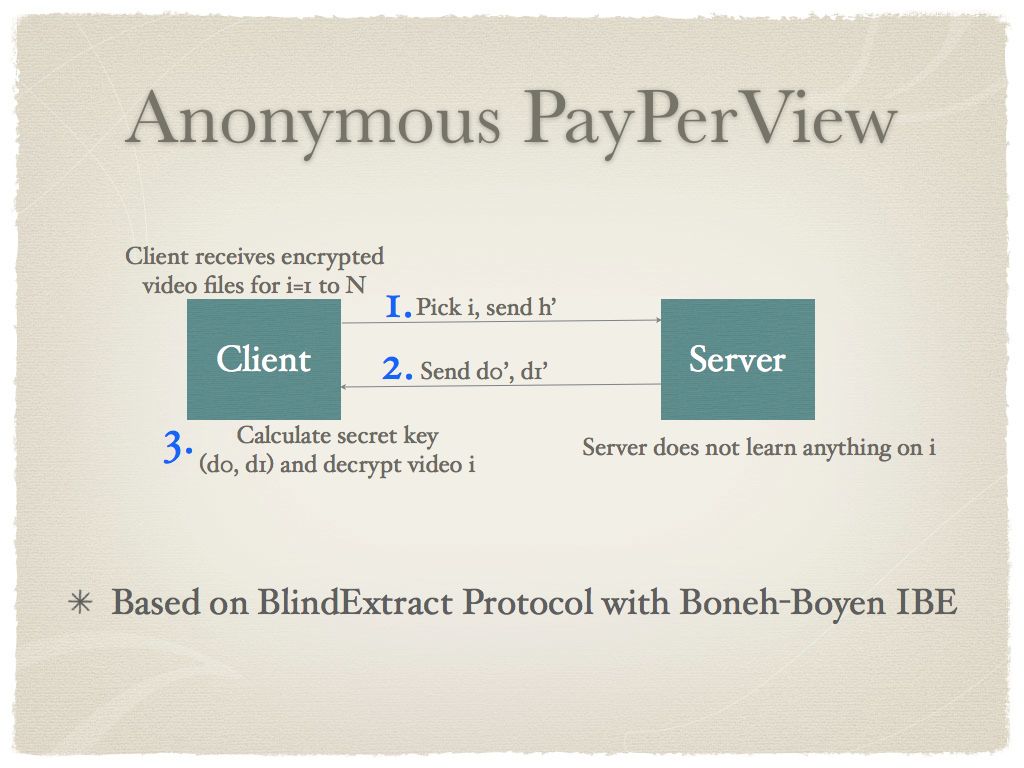 Anonymous PayPerView
Client receives encrypted
video files for i=1 to N
1. Pick i, send h’
Client
Server
2. Send d0’, d1’
3. Calculate secret key
(d0, d1) and decrypt video i
Server does not learn anything on i
✳ Based on BlindExtract Protocol with Boneh-Boyen IBE